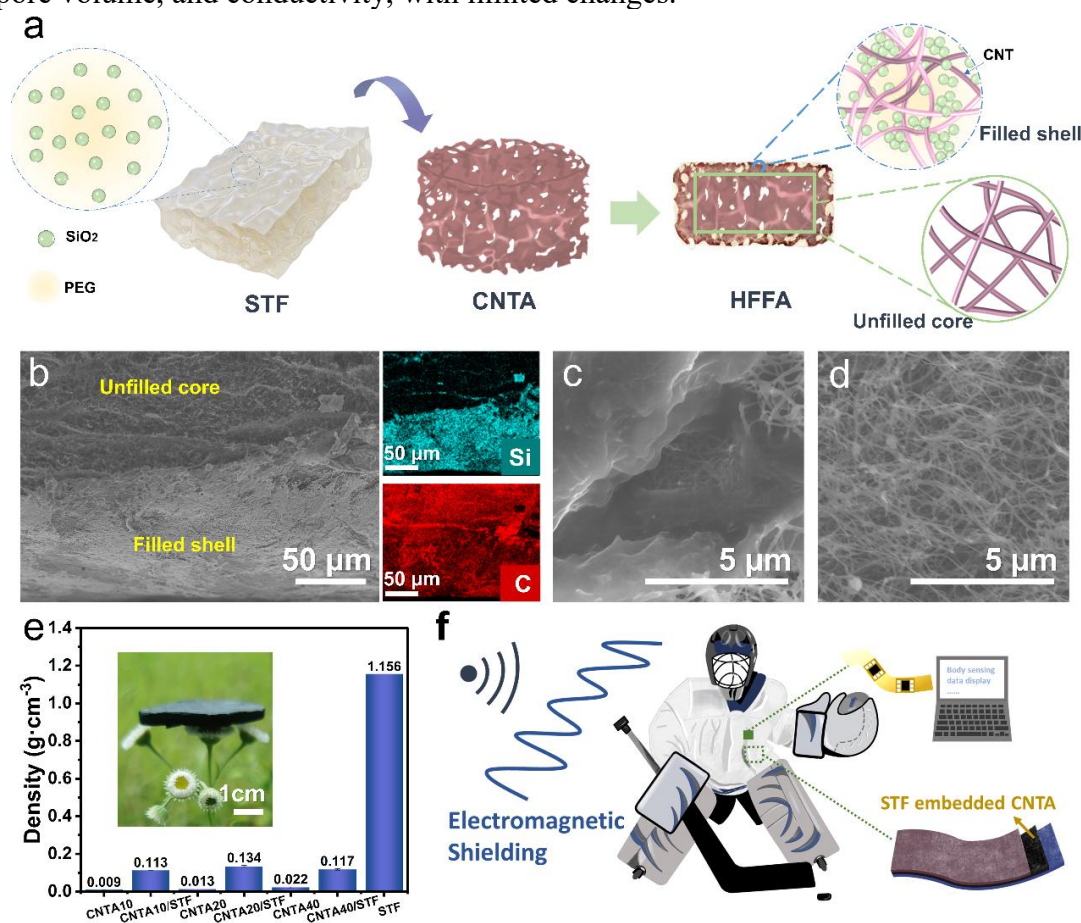 pore volume, and conductivity, with limited changes.
a
CNT
Filled shell
SiO2
PEG
STF
CNTA
HFFA
Unfilled core
b
Unfilled core
Filled shell
50 μm
50 μm
Si
50 μm
C
c
5 μm
d
5 μm
e
Density (g·cm⁻³)
1.4
1.2
1.0
0.8
0.6
0.4
0.2
0.0
0.009
0.113
0.013
0.134
0.022
0.117
1.156
1cm
CNTA10
CNTA10/STF
CNTA20
CNTA20/STF
CNTA40
CNTA40/STF
STF
f
Body sensing
data display
......
Electromagnetic
Shielding
STF embedded CNTA